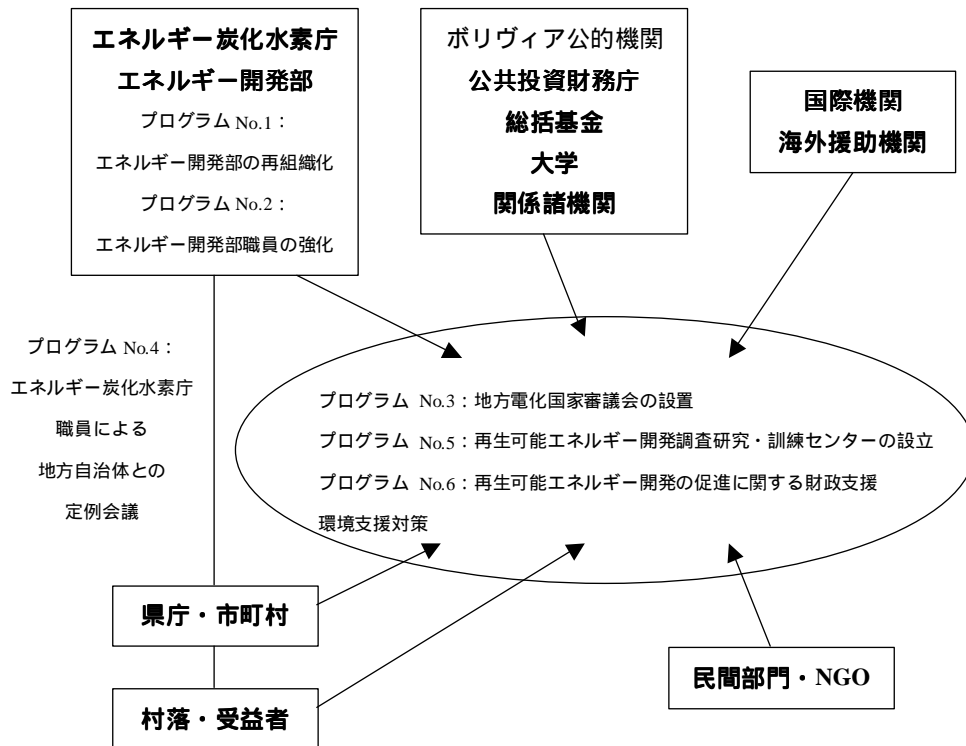 エネルギー炭化水素庁
エネルギー開発部
プログラム No.1：
エネルギー開発部の再組織化
プログラム No.2：
エネルギー開発部職員の強化
ボリヴィア公的機関
公共投資財務庁
総括基金
大学
関係諸機関
国際機関
海外援助機関
プログラム No.4：
エネルギー炭化水素庁
職員による
地方自治体との
定例会議
プログラム No.3：地方電化国家審議会の設置
プログラム No.5：再生可能エネルギー開発調査研究・訓練センターの設立
プログラム No.6：再生可能エネルギー開発の促進に関する財政支援
環境支援対策
県庁・市町村
村落・受益者
民間部門・NGO